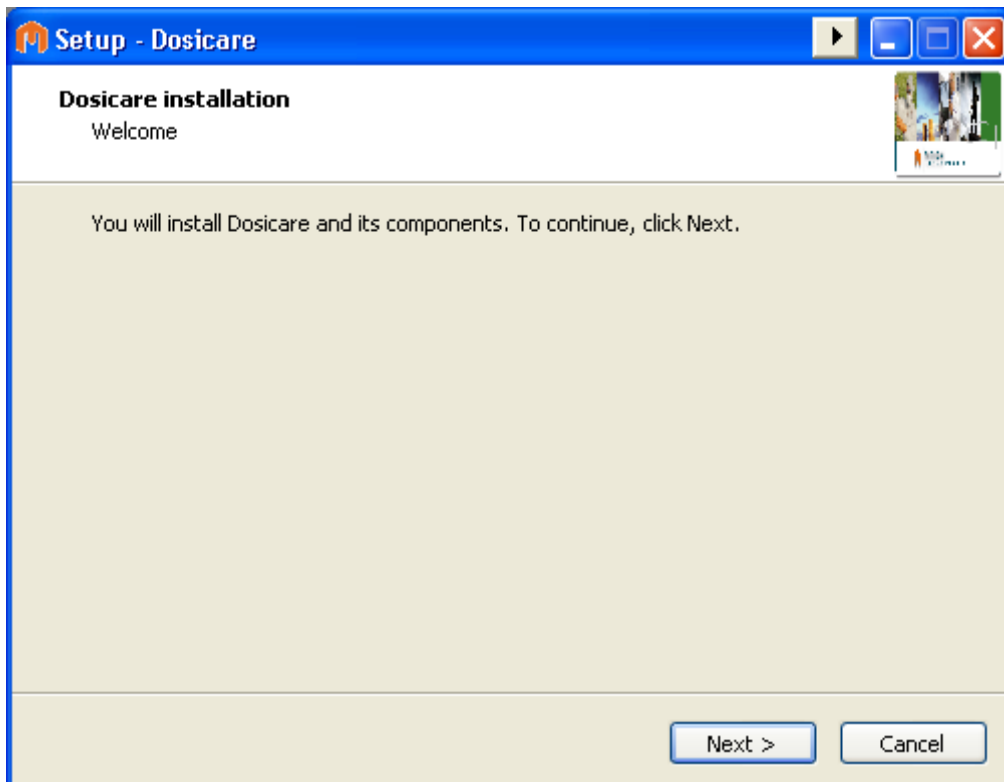 Setup - Dosicare
Dosicare installation
Welcome
You will install Dosicare and its components. To continue, click Next.
Next >
Cancel